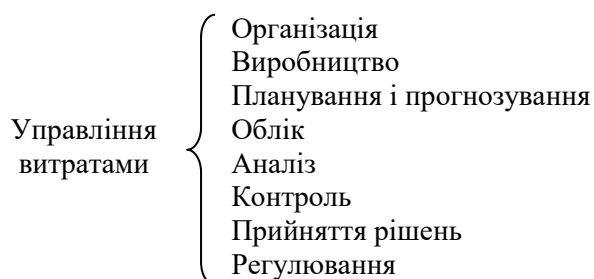 Управління
витратами
Організація
Виробництво
Планування і прогнозування
Облік
Аналіз
Контроль
Прийняття рішень
Регулювання